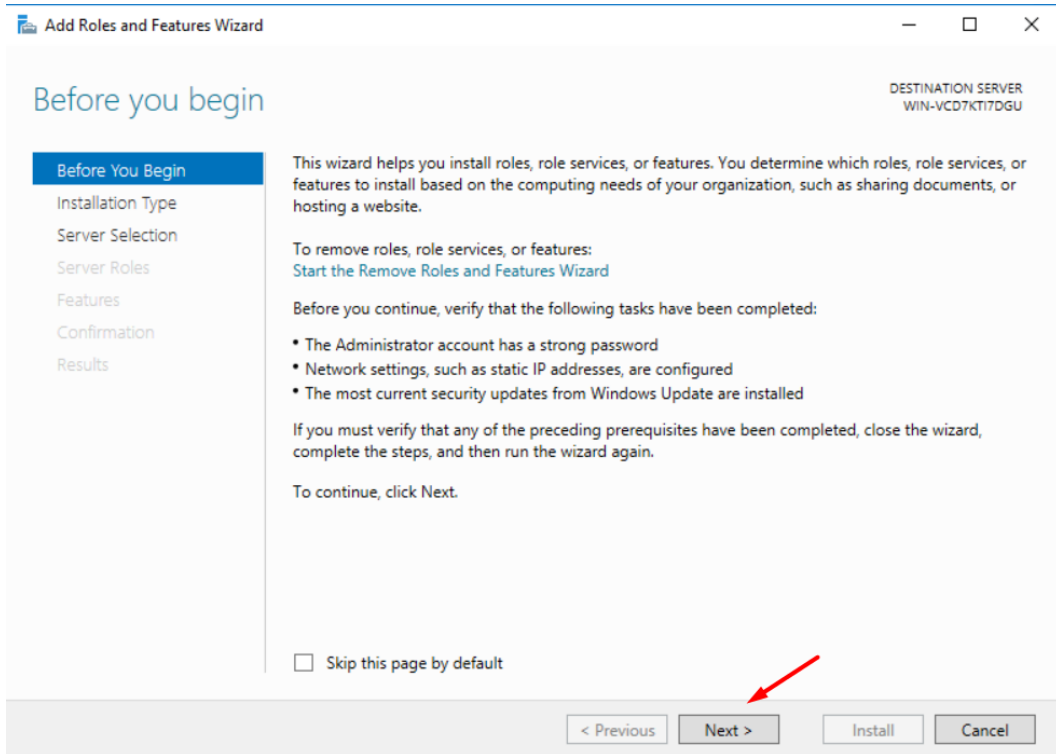 Add Roles and Features Wizard
Before you begin
DESTINATION SERVER
WIN-VCD7KTI7DGU
Before You Begin
Installation Type
Server Selection
Server Roles
Features
Confirmation
Results
This wizard helps you install roles, role services, or features. You determine which roles, role services, or
features to install based on the computing needs of your organization, such as sharing documents, or
hosting a website.
To remove roles, role services, or features:
Start the Remove Roles and Features Wizard
Before you continue, verify that the following tasks have been completed:
• The Administrator account has a strong password
• Network settings, such as static IP addresses, are configured
• The most current security updates from Windows Update are installed
If you must verify that any of the preceding prerequisites have been completed, close the wizard,
complete the steps, and then run the wizard again.
To continue, click Next.
Skip this page by default
< Previous
Next >
Install
Cancel